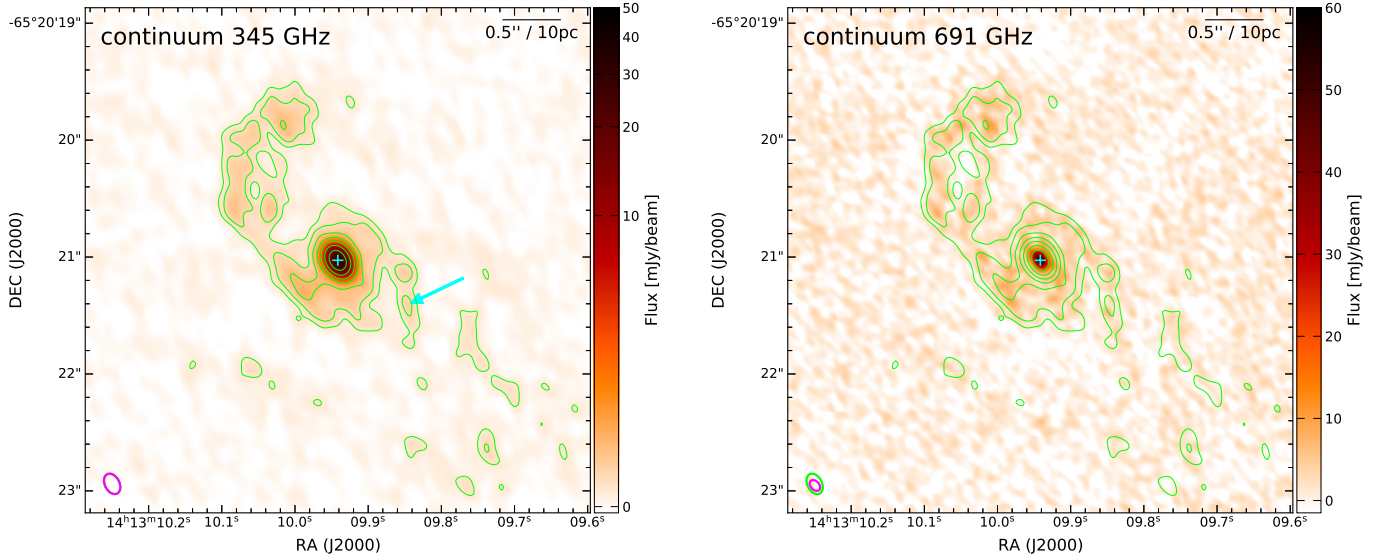 continuum 345 GHz
0.5'' / 10pc
-65°20'19"
20"
21"
22"
23"
DEC (J2000)
14ʰ13ᵐ10.2ˢ 10.1ˢ 10.0ˢ 09.9ˢ 09.8ˢ 09.7ˢ 09.6ˢ
RA (J2000)
50
40
30
20
10
0
Flux [mJy/beam]
continuum 691 GHz
0.5'' / 10pc
-65°20'19"
20"
21"
22"
23"
DEC (J2000)
14ʰ13ᵐ10.2ˢ 10.1ˢ 10.0ˢ 09.9ˢ 09.8ˢ 09.7ˢ 09.6ˢ
RA (J2000)
60
50
40
30
20
10
0
Flux [mJy/beam]